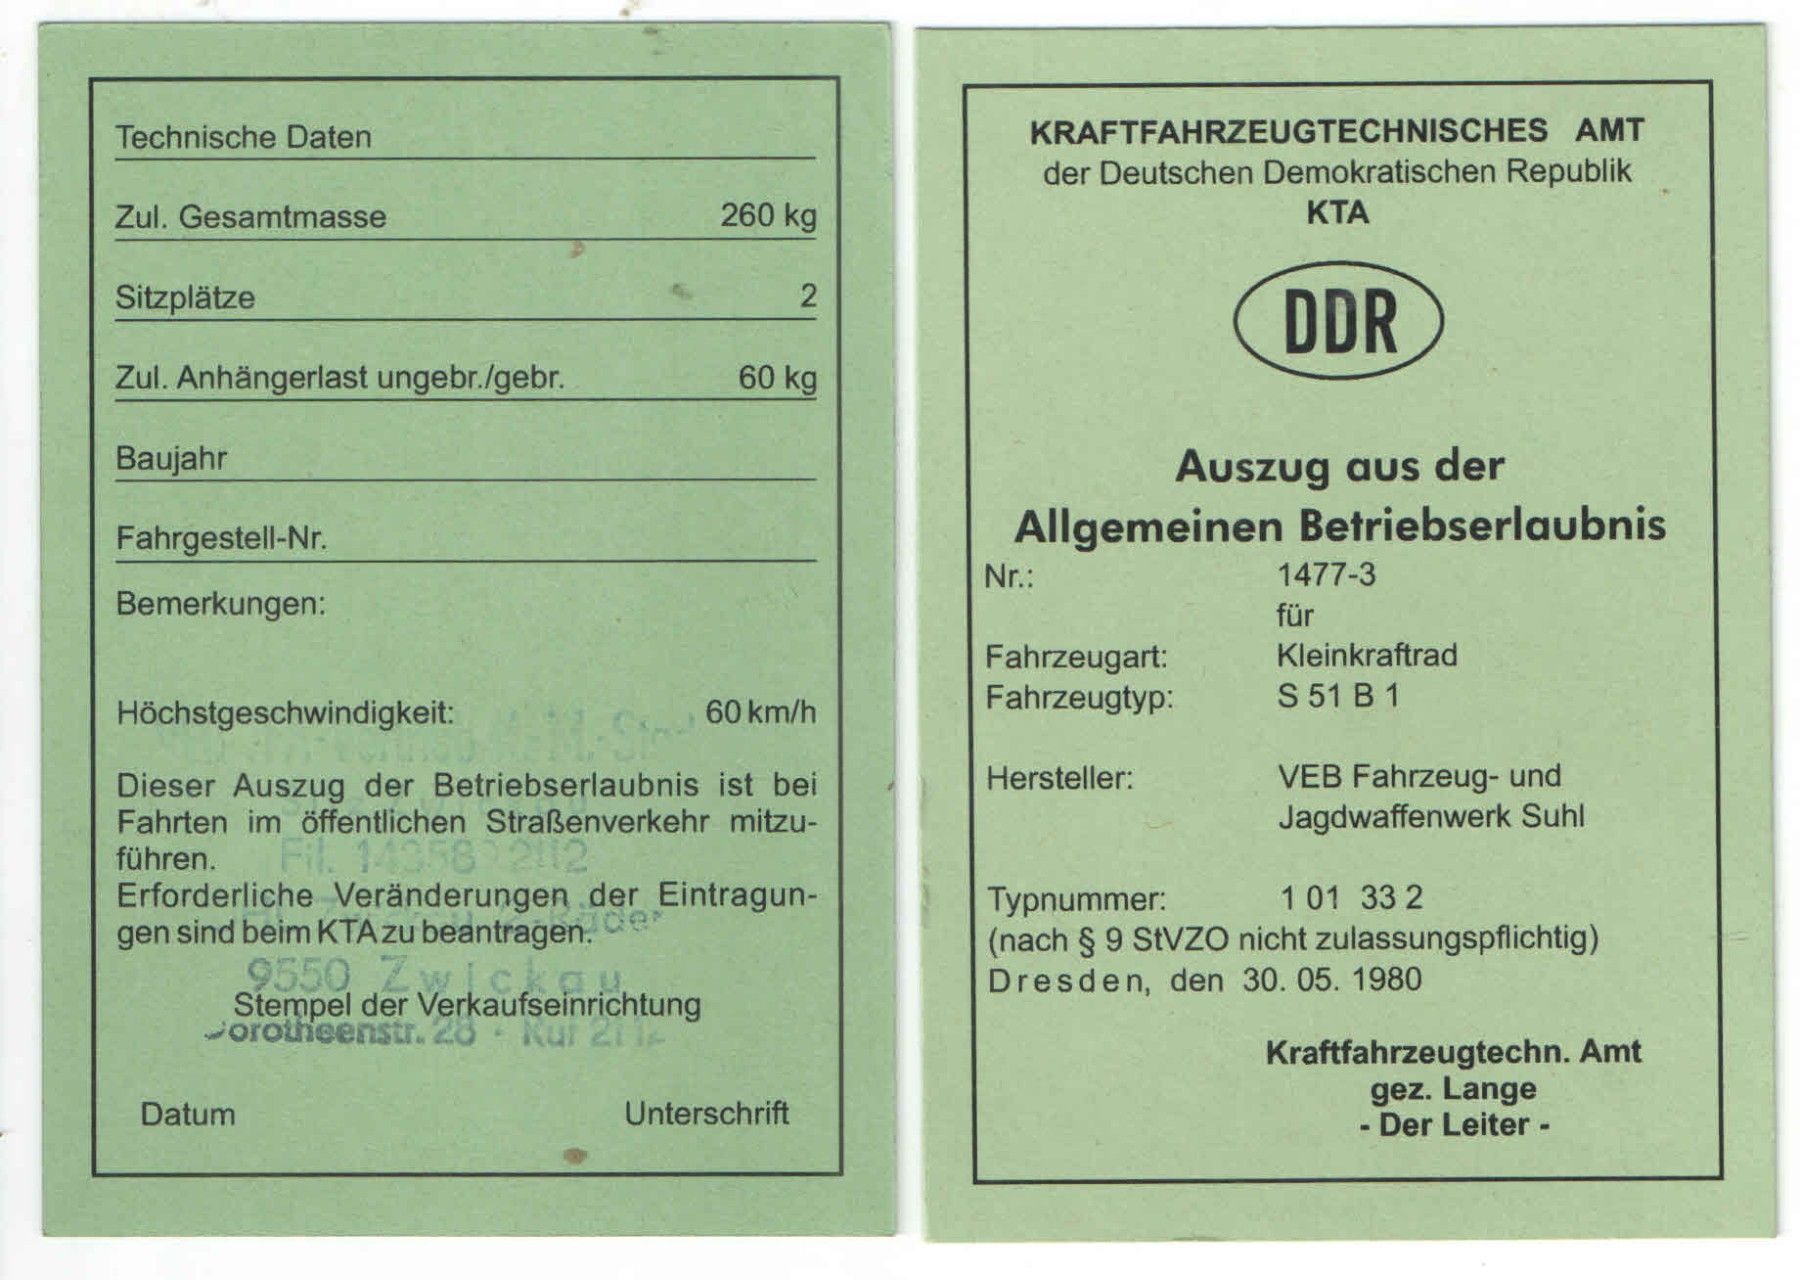 Technische Daten
Zul. Gesamtmasse 260 kg
Sitzplätze 2
Zul. Anhängerlast ungebr./gebr. 60 kg
Baujahr
Fahrgestell-Nr.
Bemerkungen:
Höchstgeschwindigkeit: 60 km/h
Dieser Auszug der Betriebserlaubnis ist bei
Fahrten im öffentlichen Straßenverkehr mitzu-
führen.
Erforderliche Veränderungen der Eintragun-
gen sind beim KTA zu beantragen.
9550 Zwickau
Stempel der Verkaufseinrichtung
Datum Unterschrift
KRAFTFAHRZEUGTECHNISCHES AMT
der Deutschen Demokratischen Republik
KTA
DDR
Auszug aus der
Allgemeinen Betriebserlaubnis
Nr.: 1477-3
für
Fahrzeugart: Kleinkraftrad
Fahrzeugtyp: S 51 B 1
Hersteller: VEB Fahrzeug- und
Jagdwaffenwerk Suhl
Typnummer: 1 01 33 2
(nach § 9 StVZO nicht zulassungspflichtig)
Dresden, den 30. 05. 1980
Kraftfahrzeugtechn. Amt
gez. Lange
- Der Leiter -